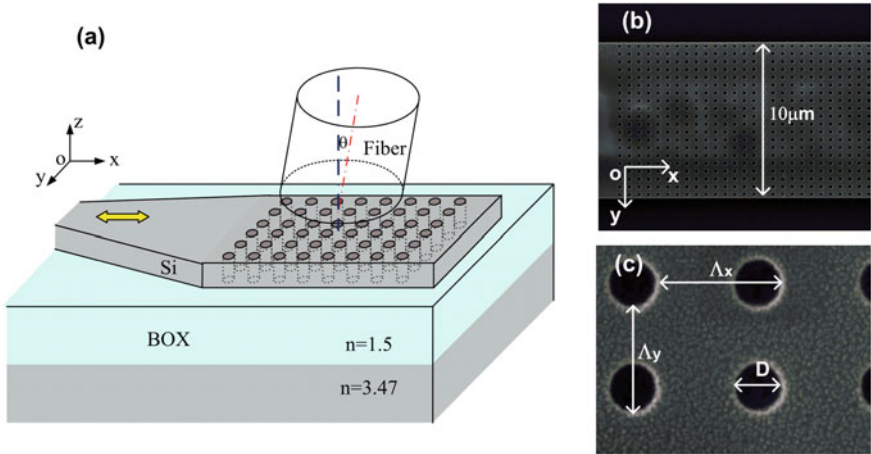 (a)
z
o
x
y
θ
Fiber
Si
BOX
n=1.5
n=3.47
(b)
10μm
o
x
y
(c)
Λx
Λy
D